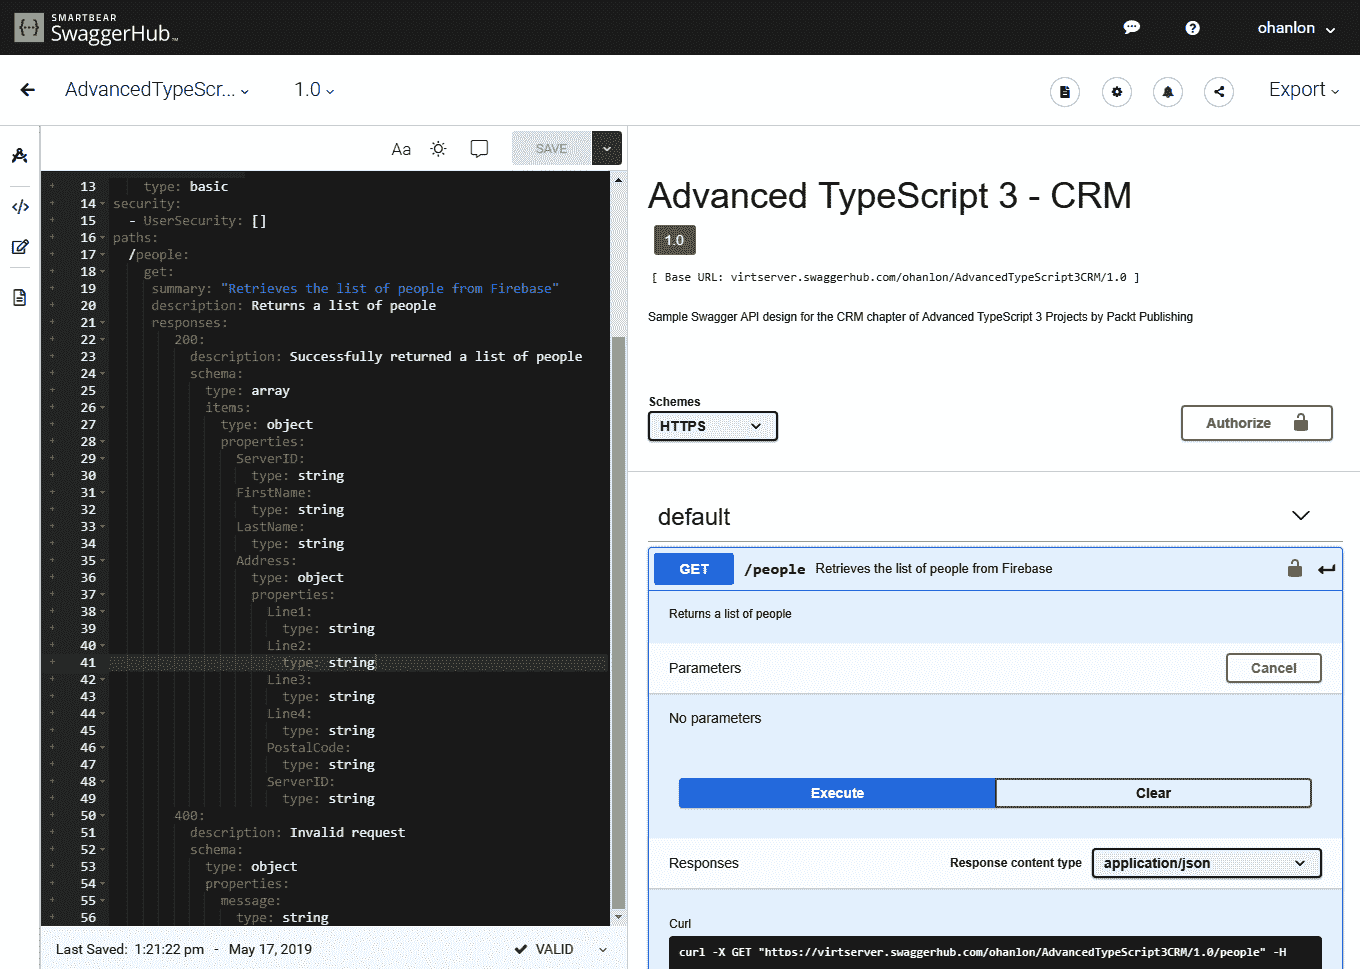 SMARTBEAR
SwaggerHub™
ohanlon
AdvancedTypeScr...
1.0
Export
Aa
SAVE
13 type: basic
14 security:
15 - UserSecurity: []
16 paths:
17 /people:
18 get:
19 summary: "Retrieves the list of people from Firebase"
20 description: Returns a list of people
21 responses:
22 200:
23 description: Successfully returned a list of people
24 schema:
25 type: array
26 items:
27 type: object
28 properties:
29 ServerID:
30 type: string
31 FirstName:
32 type: string
33 LastName:
34 type: string
35 Address:
36 type: object
37 properties:
38 Line1:
39 type: string
40 Line2:
41 type: string
42 Line3:
43 type: string
44 Line4:
45 type: string
46 PostalCode:
47 type: string
48 ServerID:
49 type: string
50 400:
51 description: Invalid request
52 schema:
53 type: object
54 properties:
55 message:
56 type: string
Last Saved: 1:21:22 pm - May 17, 2019
VALID
Advanced TypeScript 3 - CRM
1.0
[ Base URL: virtserver.swaggerhub.com/ohanlon/AdvancedTypeScript3CRM/1.0 ]
Sample Swagger API design for the CRM chapter of Advanced TypeScript 3 Projects by Packt Publishing
Schemes
HTTPS
Authorize
default
GET /people Retrieves the list of people from Firebase
Returns a list of people
Parameters
Cancel
No parameters
Execute
Clear
Responses
Response content type
application/json
Curl
curl -X GET "https://virtserver.swaggerhub.com/ohanlon/AdvancedTypeScript3CRM/1.0/people" -H